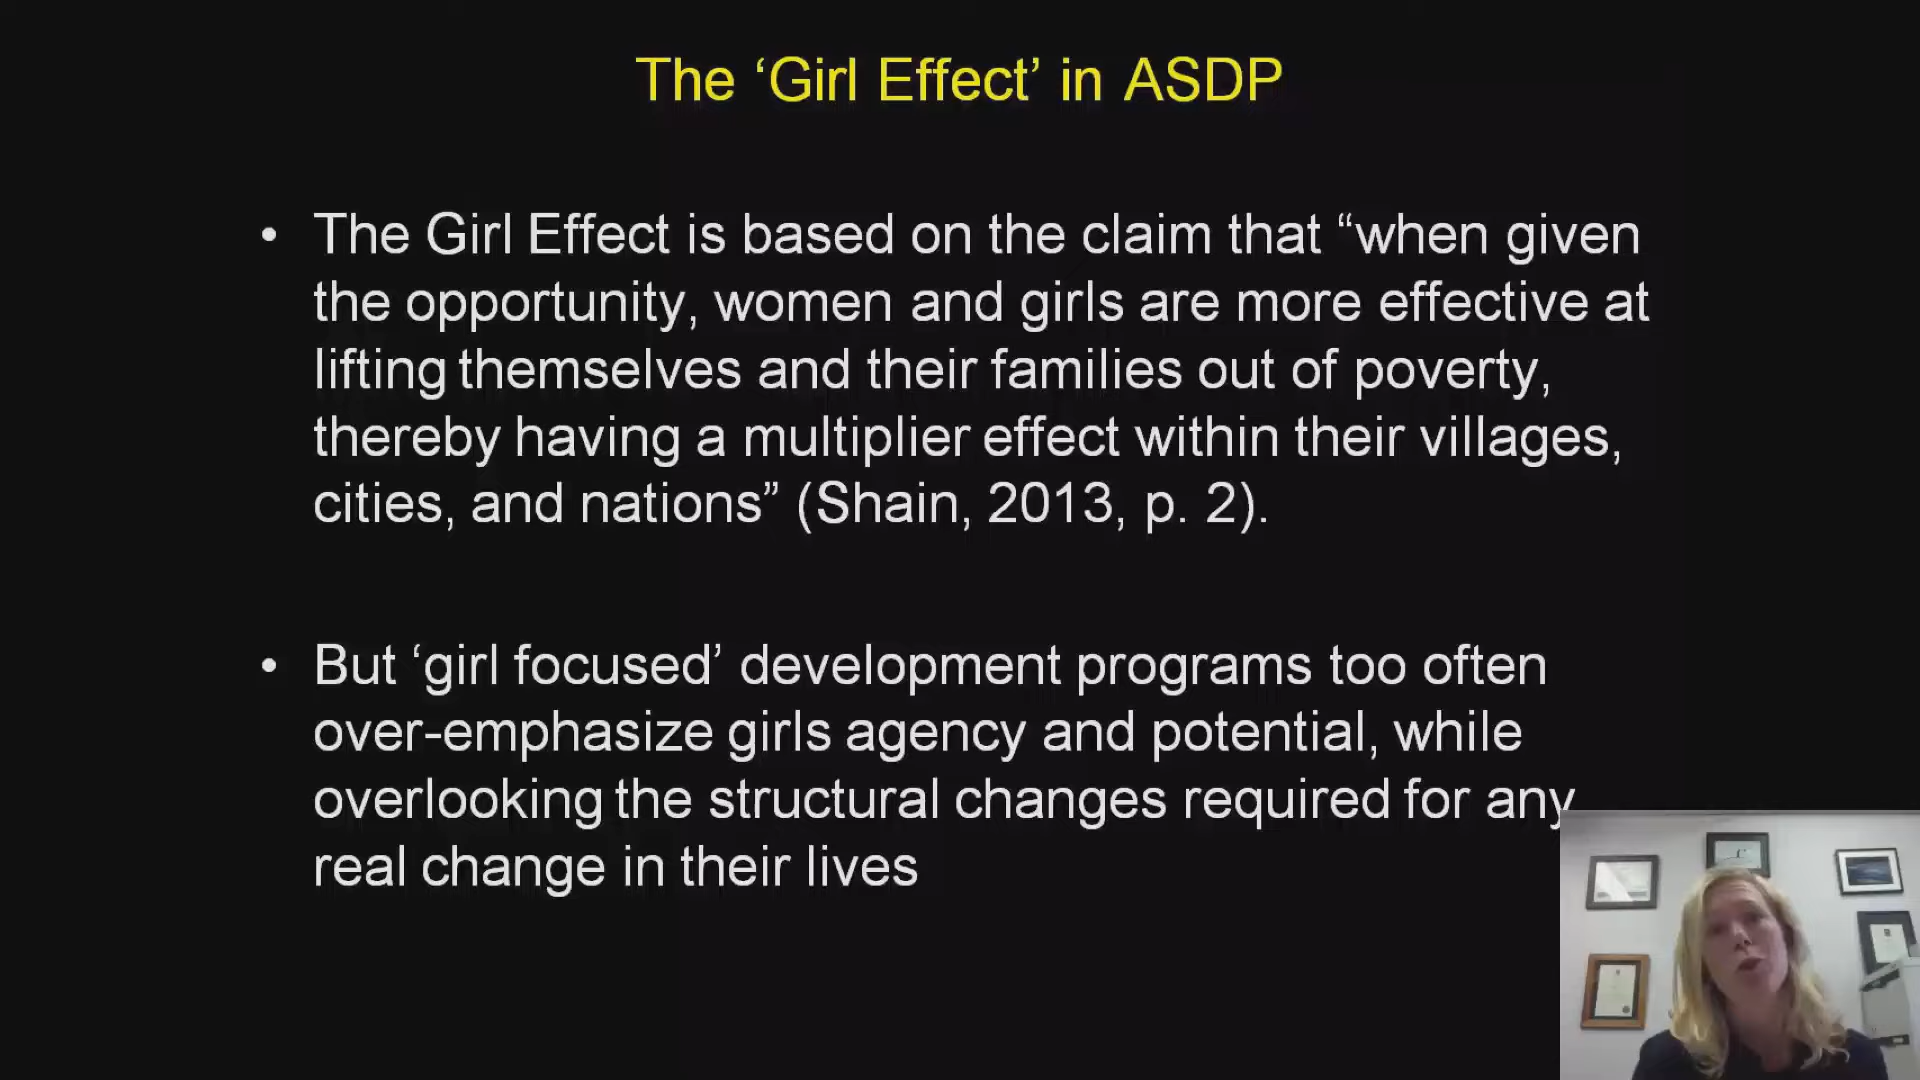 The ‘Girl Effect’ in ASDP
• The Girl Effect is based on the claim that “when given
the opportunity, women and girls are more effective at
lifting themselves and their families out of poverty,
thereby having a multiplier effect within their villages,
cities, and nations” (Shain, 2013, p. 2).
• But ‘girl focused’ development programs too often
over-emphasize girls agency and potential, while
overlooking the structural changes required for any
real change in their lives